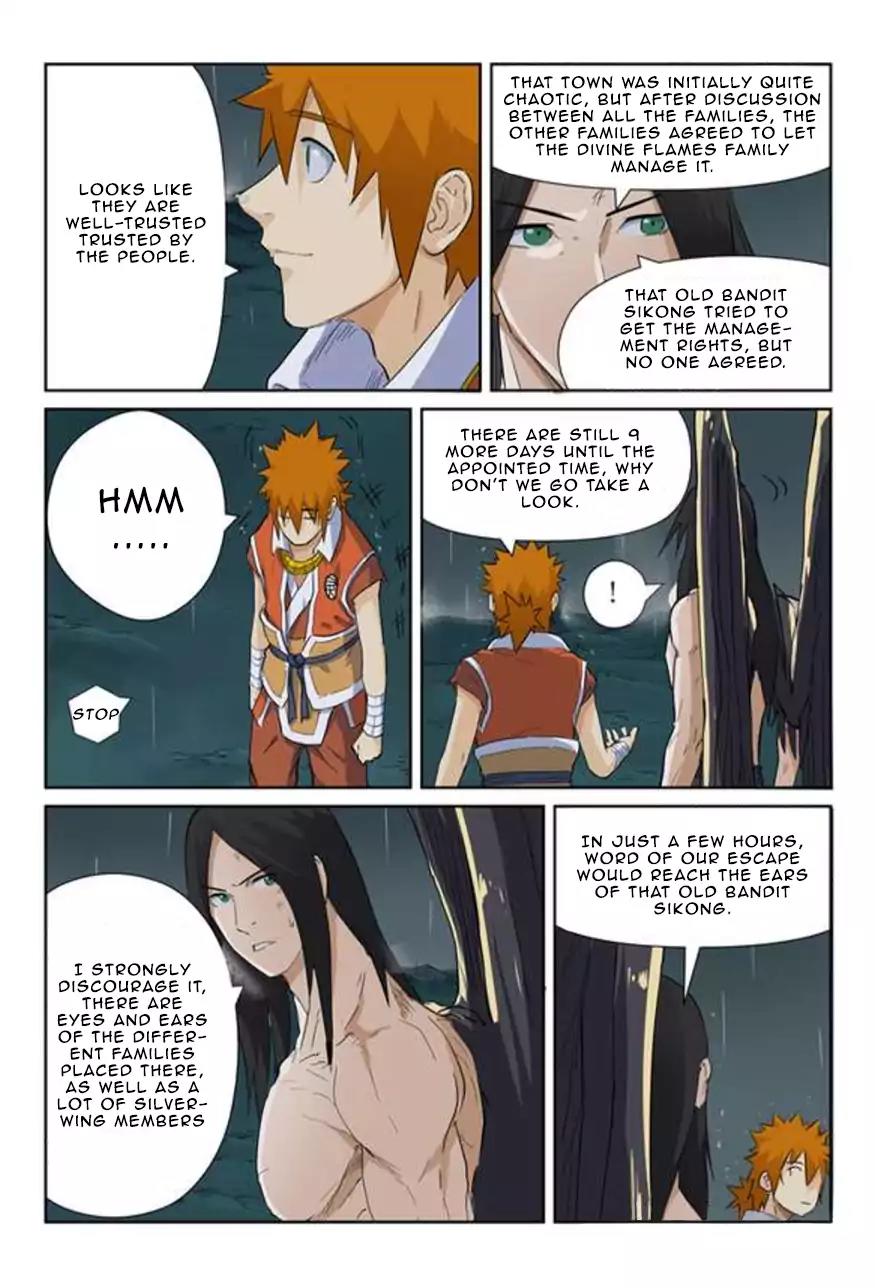 LOOKS LIKE
THEY ARE
WELL-TRUSTED
TRUSTED BY
THE PEOPLE.
THAT TOWN WAS INITIALLY QUITE
CHAOTIC, BUT AFTER DISCUSSION
BETWEEN ALL THE FAMILIES, THE
OTHER FAMILIES AGREED TO LET
THE DIVINE FLAMES FAMILY
MANAGE IT.
THAT OLD BANDIT
SIKONG TRIED TO
GET THE MANAGE-
MENT RIGHTS, BUT
NO ONE AGREED.
HMM
.....
STOP
THERE ARE STILL 9
MORE DAYS UNTIL THE
APPOINTED TIME, WHY
DON'T WE GO TAKE A
LOOK.
!
I STRONGLY
DISCOURAGE IT,
THERE ARE
EYES AND EARS
OF THE DIFFER-
ENT FAMILIES
PLACED THERE,
AS WELL AS A
LOT OF SILVER-
WING MEMBERS
IN JUST A FEW HOURS,
WORD OF OUR ESCAPE
WOULD REACH THE EARS
OF THAT OLD BANDIT
SIKONG.